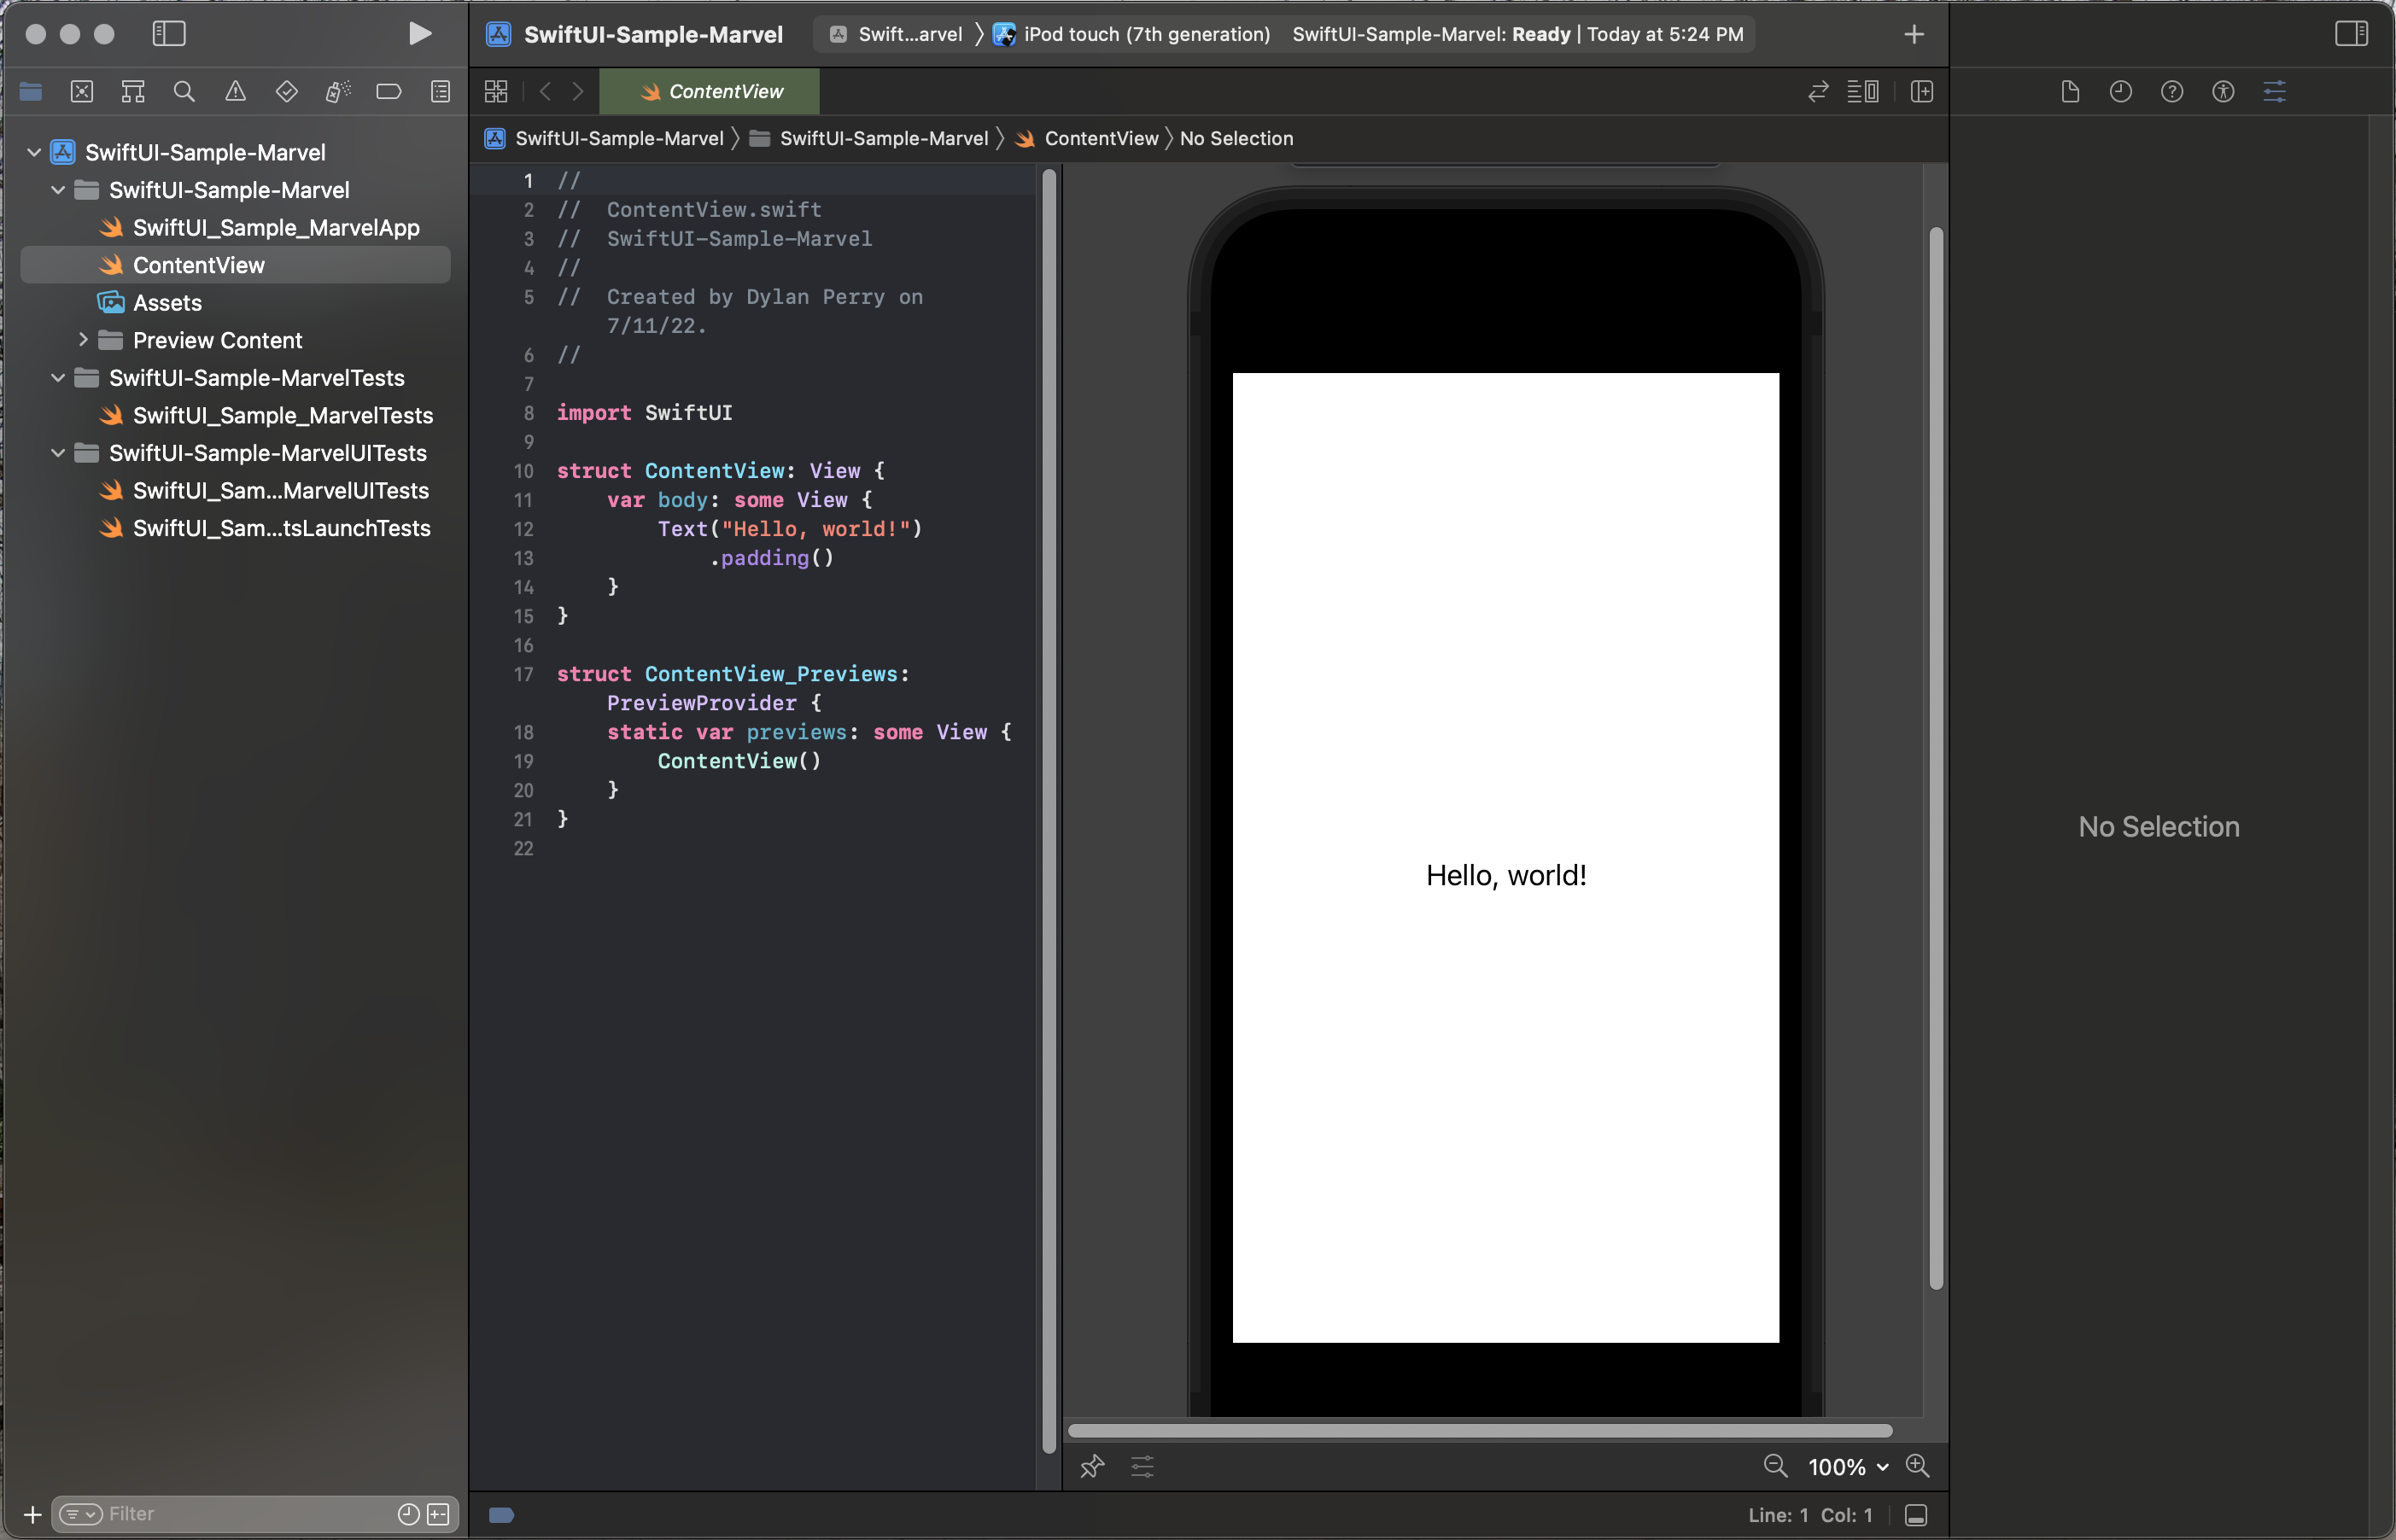 SwiftUI-Sample-Marvel
Swift...arvel
iPod touch (7th generation)
SwiftUI-Sample-Marvel: Ready | Today at 5:24 PM
ContentView
SwiftUI-Sample-Marvel
SwiftUI-Sample-Marvel
ContentView
No Selection
SwiftUI-Sample-Marvel
SwiftUI-Sample-Marvel
SwiftUI_Sample_MarvelApp
ContentView
Assets
Preview Content
SwiftUI-Sample-MarvelTests
SwiftUI_Sample_MarvelTests
SwiftUI-Sample-MarvelUITests
SwiftUI_Sam...MarvelUITests
SwiftUI_Sam...tsLaunchTests
Filter
1 //
2 //  ContentView.swift
3 //  SwiftUI-Sample-Marvel
4 //
5 //  Created by Dylan Perry on
7/11/22.
6 //
7
8 import SwiftUI
9
10 struct ContentView: View {
11     var body: some View {
12         Text("Hello, world!")
13             .padding()
14     }
15 }
16
17 struct ContentView_Previews:
PreviewProvider {
18     static var previews: some View {
19         ContentView()
20     }
21 }
22
Hello, world!
100%
Line: 1 Col: 1
No Selection